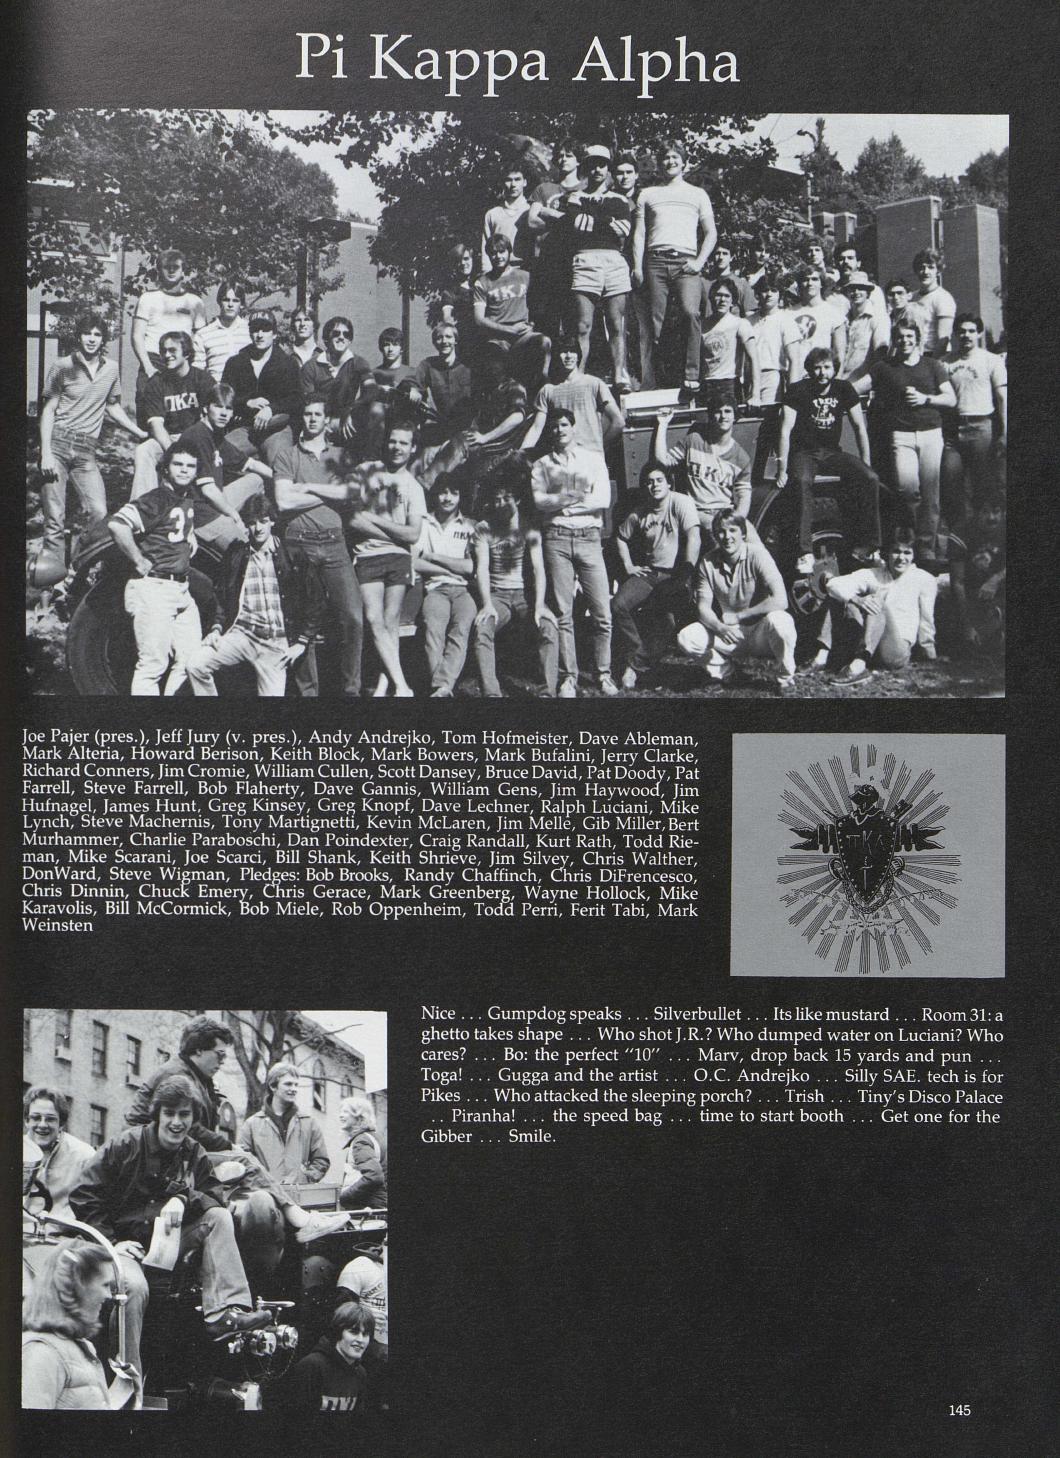 Pi Kappa Alpha
ΠΚΑ
ΠΚΑ
ΠΚΑ
ΠΚΑ
Joe Pajer (pres.), Jeff Jury (v. pres.), Andy Andrejko, Tom Hofmeister, Dave Ableman,
Mark Alteria, Howard Berison, Keith Block, Mark Bowers, Mark Bufalini, Jerry Clarke,
Richard Conners, Jim Cromie, William Cullen, Scott Dansey, Bruce David, Pat Doody, Pat
Farrell, Steve Farrell, Bob Flaherty, Dave Gannis, William Gens, Jim Haywood, Jim
Hufnagel, James Hunt, Greg Kinsey, Greg Knopf, Dave Lechner, Ralph Luciani, Mike
Lynch, Steve Machernis, Tony Martignetti, Kevin McLaren, Jim Melle, Gib Miller, Bert
Murhammer, Charlie Paraboschi, Dan Poindexter, Craig Randall, Kurt Rath, Todd Rie-
man, Mike Scarani, Joe Scarci, Bill Shank, Keith Shrieve, Jim Silvey, Chris Walther,
DonWard, Steve Wigman, Pledges: Bob Brooks, Randy Chaffinch, Chris DiFrencesco,
Chris Dinnin, Chuck Emery, Chris Gerace, Mark Greenberg, Wayne Hollock, Mike
Karavolis, Bill McCormick, Bob Miele, Rob Oppenheim, Todd Perri, Ferit Tabi, Mark
Weinsten
Nice . . . Gumpdog speaks . . . Silverbullet . . . Its like mustard . . . Room 31: a
ghetto takes shape . . . Who shot J.R.? Who dumped water on Luciani? Who
cares? . . . Bo: the perfect "10" . . . Marv, drop back 15 yards and pun . . .
Toga! . . . Gugga and the artist . . . O.C. Andrejko . . . Silly SAE. tech is for
Pikes . . . Who attacked the sleeping porch? . . . Trish . . . Tiny's Disco Palace
. . Piranha! . . . the speed bag . . . time to start booth . . . Get one for the
Gibber . . . Smile.
145